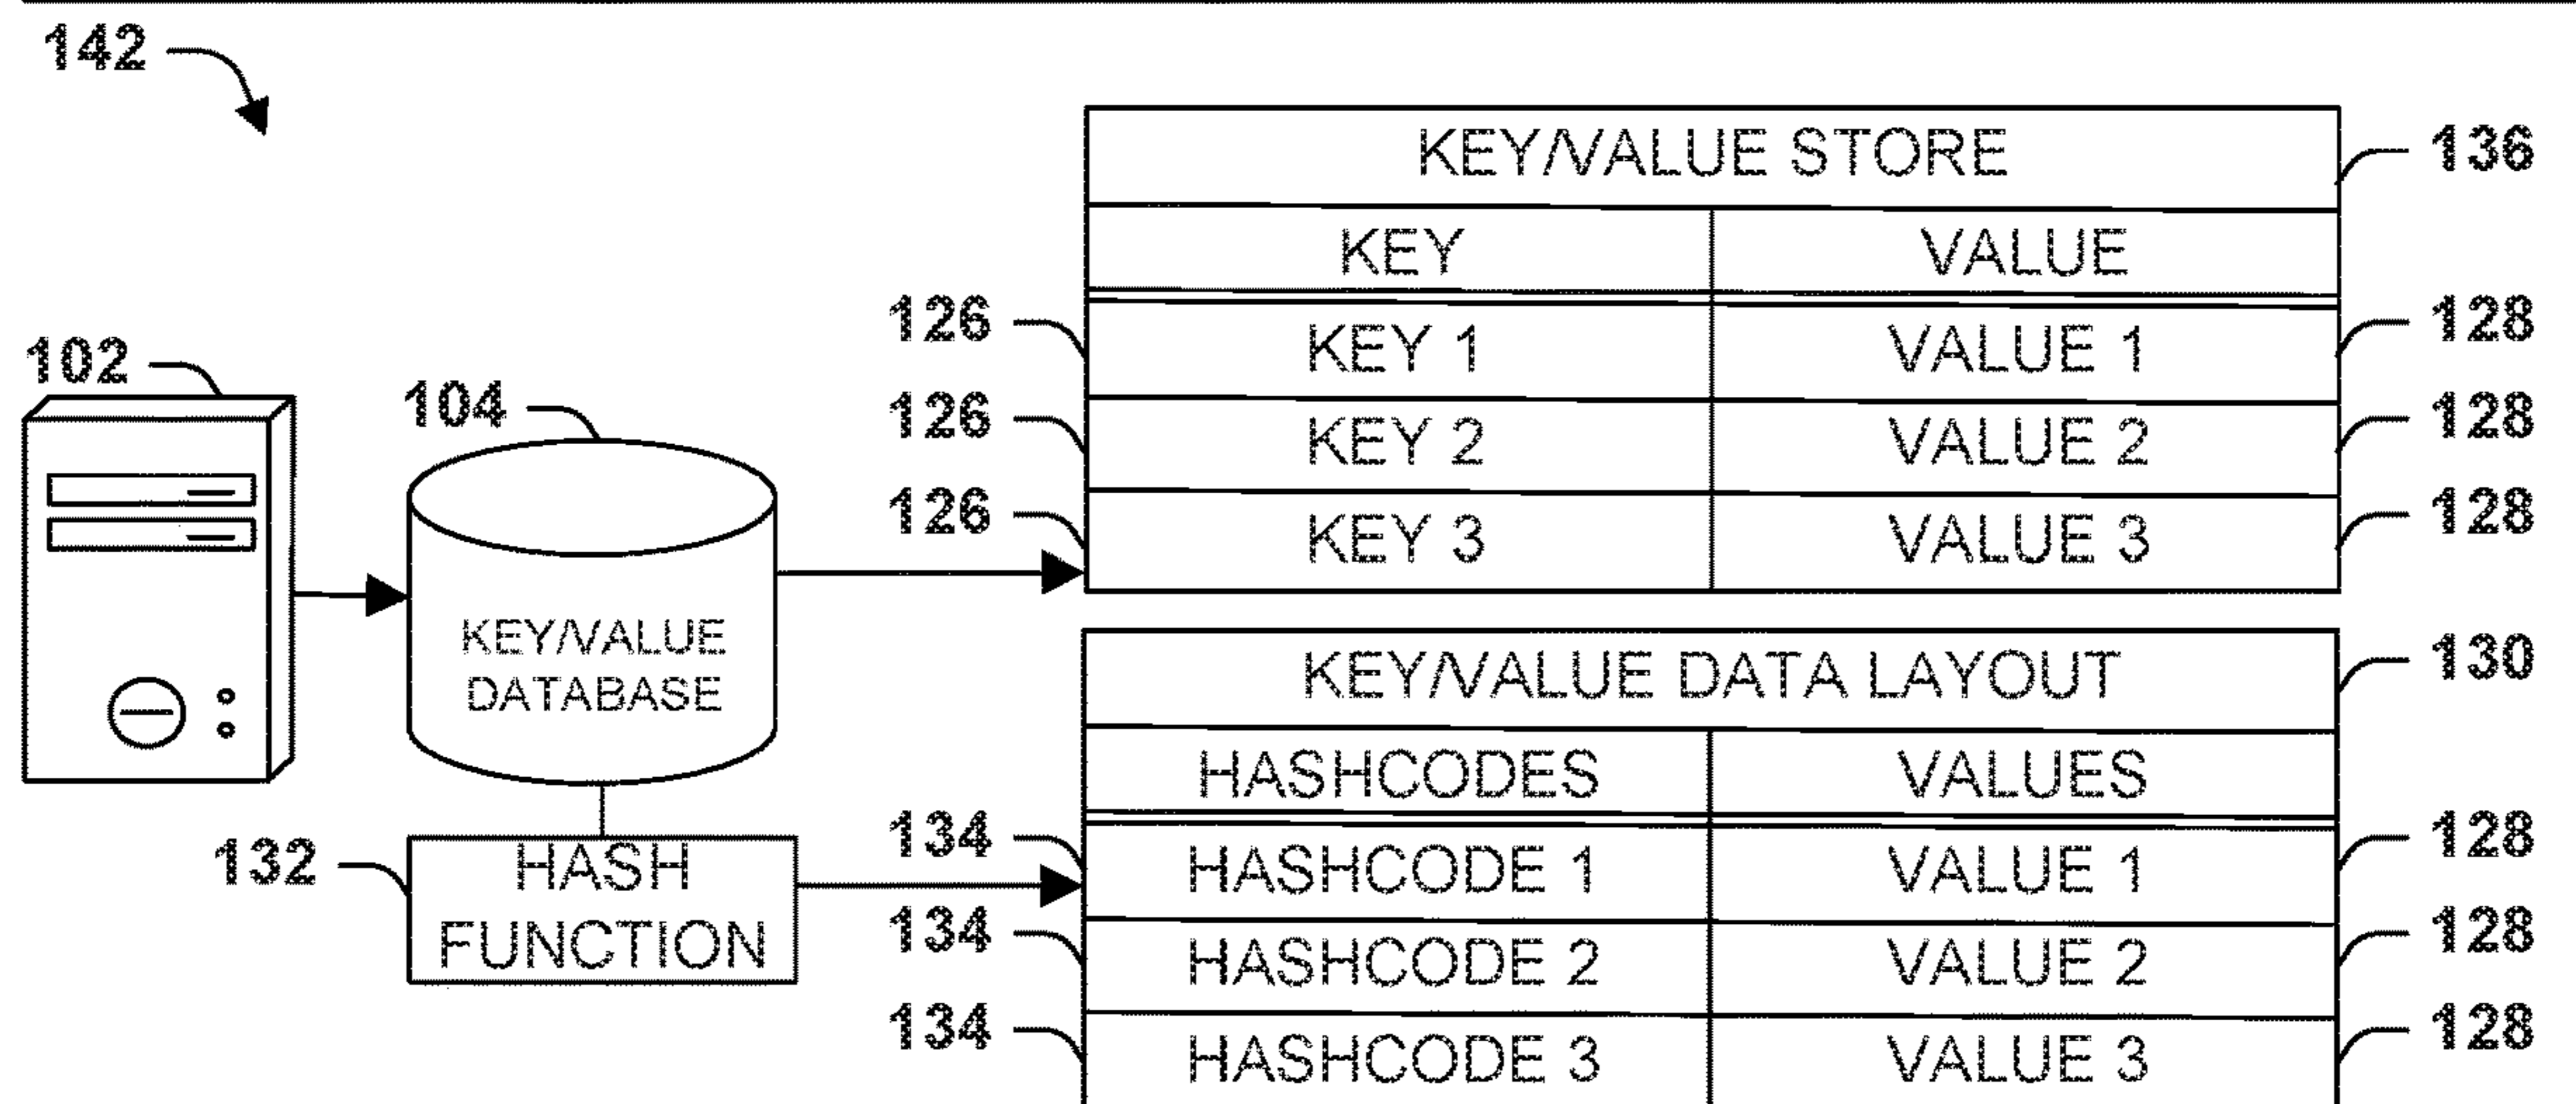 142
KEY/VALUE STORE 136
KEY VALUE
126 KEY 1 VALUE 1 128
102
104
126 KEY 2 VALUE 2 128
126 KEY 3 VALUE 3 128
KEY/VALUE
DATABASE
KEY/VALUE DATA LAYOUT 130
HASHCODES VALUES
132 HASH
FUNCTION
134 HASHCODE 1 VALUE 1 128
134 HASHCODE 2 VALUE 2 128
134 HASHCODE 3 VALUE 3 128